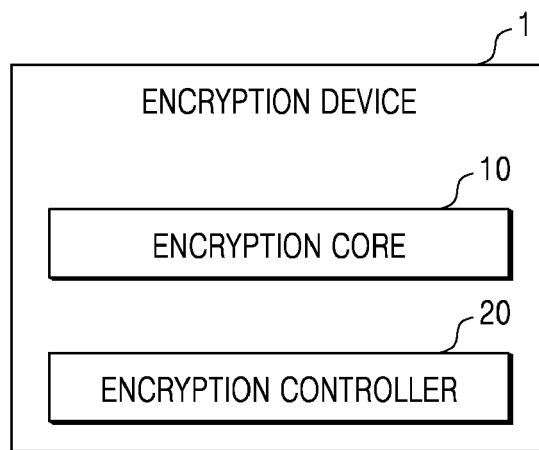 1
ENCRYPTION DEVICE
10
ENCRYPTION CORE
20
ENCRYPTION CONTROLLER